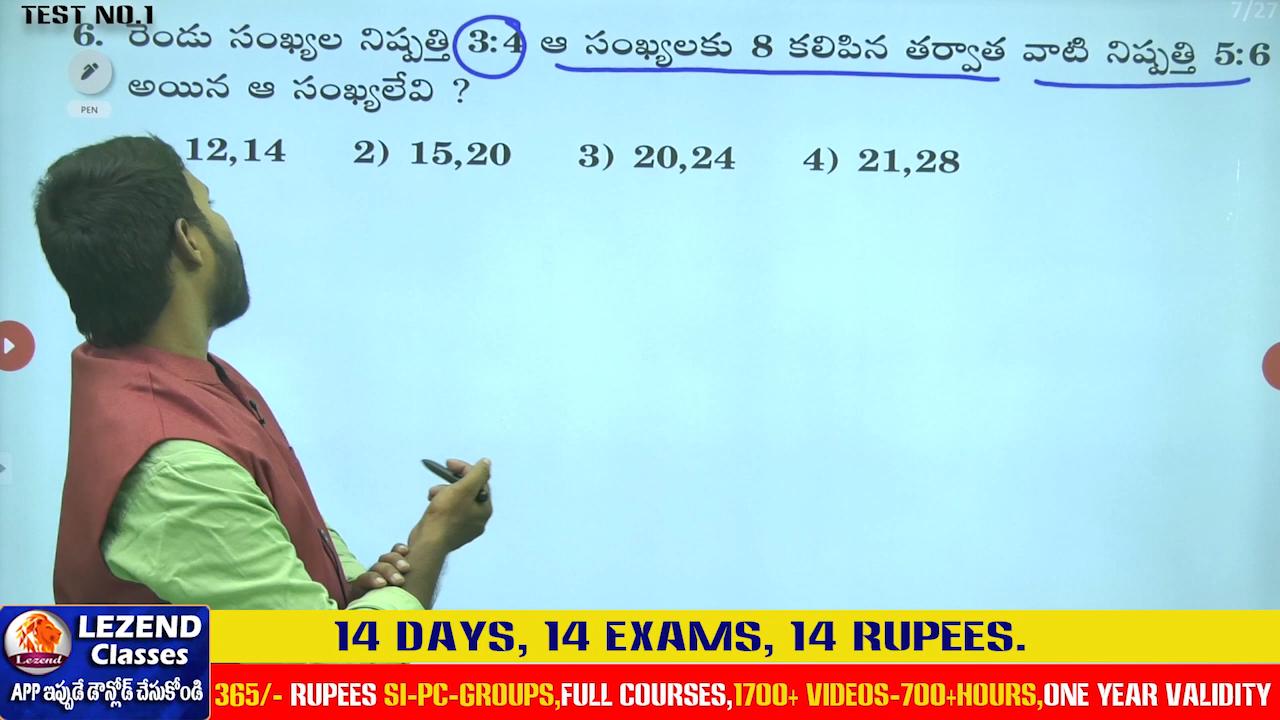 TEST NO.1
7/27
6. రెండు సంఖ్యల నిష్పత్తి 3:4 ఆ సంఖ్యలకు 8 కలిపిన తర్వాత వాటి నిష్పత్తి 5:6
అయిన ఆ సంఖ్యలేవి ?
PEN
12,14 2) 15,20 3) 20,24 4) 21,28
LEZEND
Classes
Lezend
APP ఇప్పుడే డౌన్లోడ్ చేసుకోండి
14 DAYS, 14 EXAMS, 14 RUPEES.
365/- RUPEES SI-PC-GROUPS,FULL COURSES,1700+ VIDEOS-700+HOURS,ONE YEAR VALIDITY